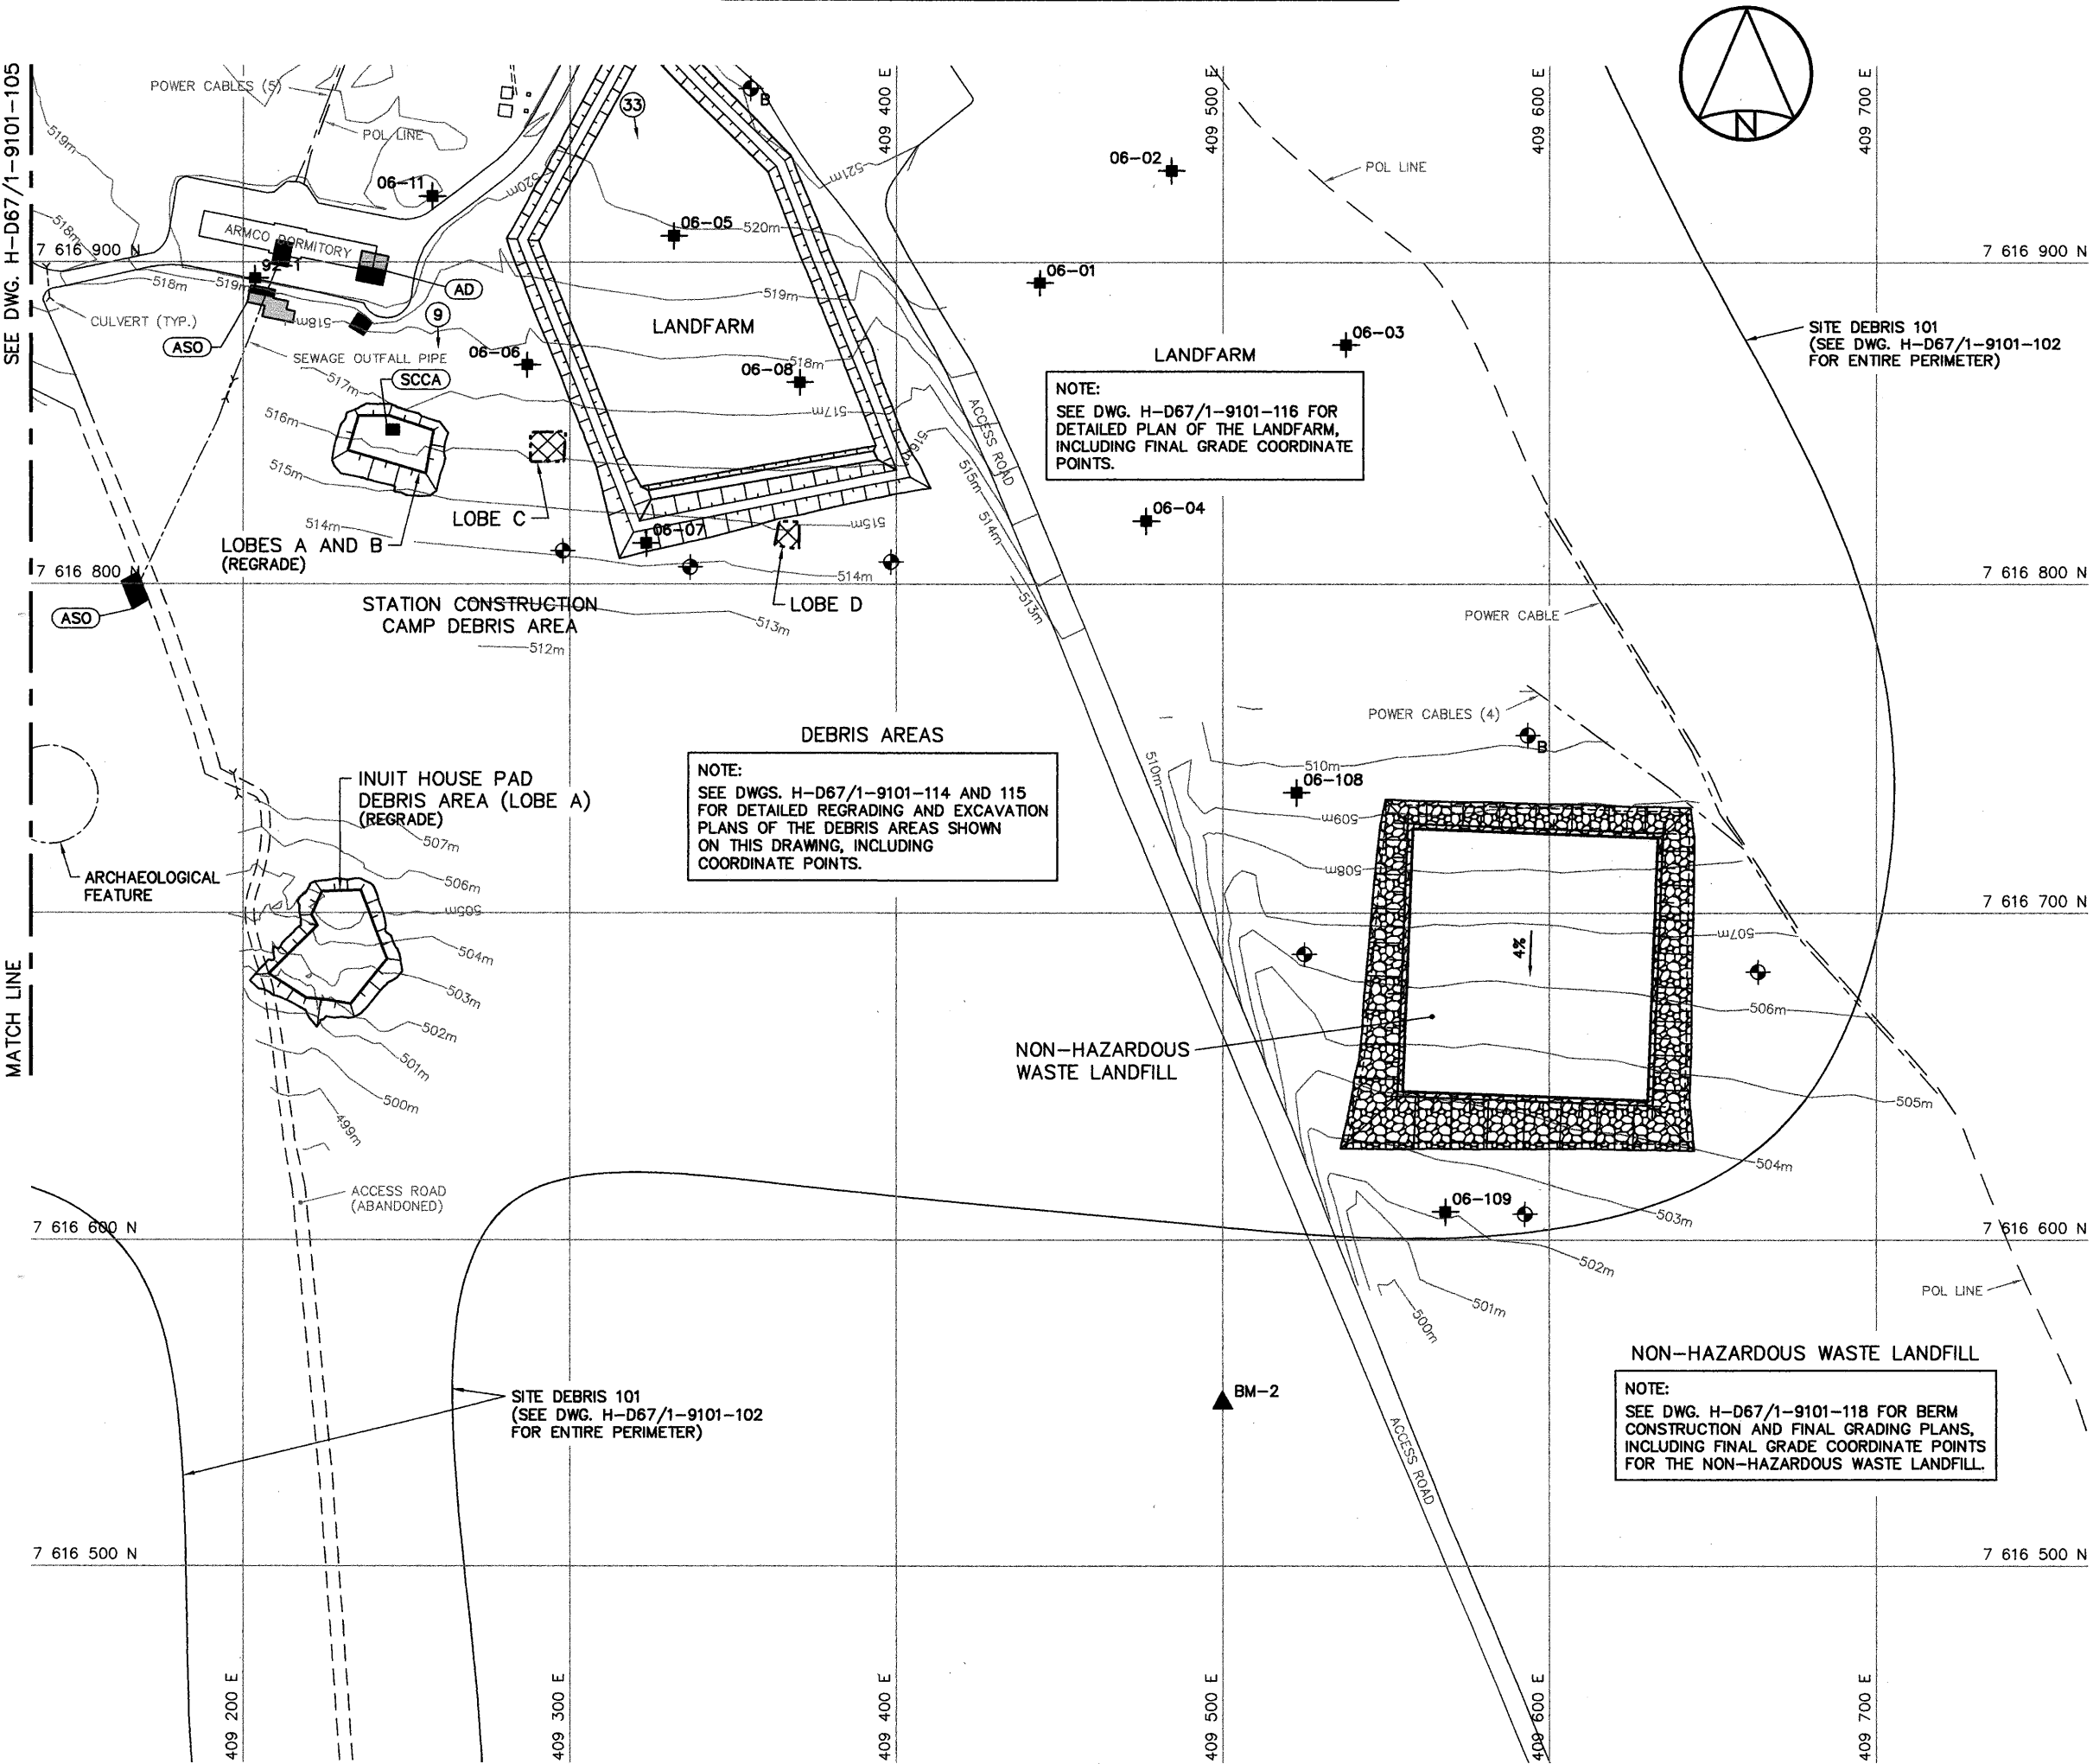 SEE DWG. H-D67/1-9101-105
MATCH LINE
N
409 400 E
409 500 E
409 600 E
409 700 E
POWER CABLES (5)
POL LINE
519m
518m
33
B
520m
521m
06-02
POL LINE
06-11
06-05
520m
ARMCO DORMITORY
7 616 900 N
7 616 900 N
92-1
06-01
518m
519m
AD
519m
CULVERT (TYP.)
518m
9
LANDFARM
06-03
SITE DEBRIS 101
(SEE DWG. H-D67/1-9101-102
FOR ENTIRE PERIMETER)
ASO
SEWAGE OUTFALL PIPE
06-06
518m
LANDFARM
517m
SCCA
06-08
NOTE:
SEE DWG. H-D67/1-9101-116 FOR
DETAILED PLAN OF THE LANDFARM,
INCLUDING FINAL GRADE COORDINATE
POINTS.
516m
517m
ACCESS ROAD
516m
515m
515m
514m
LOBE C
515m
514m
06-07
06-04
LOBES A AND B
(REGRADE)
7 616 800 N
514m
7 616 800 N
ASO
STATION CONSTRUCTION
CAMP DEBRIS AREA
LOBE D
513m
513m
512m
POWER CABLE
POWER CABLES (4)
DEBRIS AREAS
NOTE:
SEE DWGS. H-D67/1-9101-114 AND 115
FOR DETAILED REGRADING AND EXCAVATION
PLANS OF THE DEBRIS AREAS SHOWN
ON THIS DRAWING, INCLUDING
COORDINATE POINTS.
B
510m
510m
06-108
INUIT HOUSE PAD
DEBRIS AREA (LOBE A)
(REGRADE)
509m
507m
508m
ARCHAEOLOGICAL
FEATURE
506m
505m
7 616 700 N
507m
504m
4%
503m
506m
502m
NON-HAZARDOUS
WASTE LANDFILL
501m
500m
505m
499m
504m
ACCESS ROAD
(ABANDONED)
06-109
503m
7 616 600 N
7 616 600 N
502m
501m
500m
POL LINE
NON-HAZARDOUS WASTE LANDFILL
NOTE:
SEE DWG. H-D67/1-9101-118 FOR BERM
CONSTRUCTION AND FINAL GRADING PLANS,
INCLUDING FINAL GRADE COORDINATE POINTS
FOR THE NON-HAZARDOUS WASTE LANDFILL.
BM-2
SITE DEBRIS 101
(SEE DWG. H-D67/1-9101-102
FOR ENTIRE PERIMETER)
ACCESS ROAD
7 616 500 N
7 616 500 N
409 200 E
409 300 E
409 400 E
409 500 E
409 600 E
409 700 E